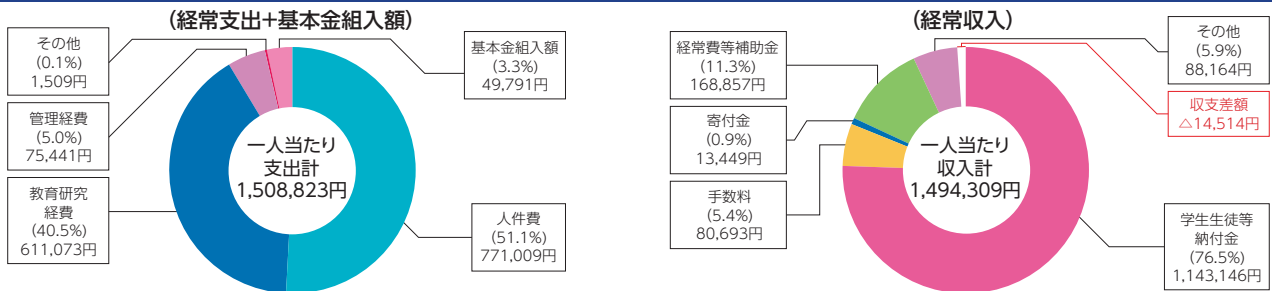 (経常支出+基本金組入額)
その他
(0.1%)
1,509円
管理経費
(5.0%)
75,441円
教育研究
経費
(40.5%)
611,073円
一人当たり
支出計
1,508,823円
基本金組入額
(3.3%)
49,791円
人件費
(51.1%)
771,009円
(経常収入)
経常費等補助金
(11.3%)
168,857円
寄付金
(0.9%)
13,449円
手数料
(5.4%)
80,693円
一人当たり
収入計
1,494,309円
その他
(5.9%)
88,164円
収支差額
△14,514円
学生生徒等
納付金
(76.5%)
1,143,146円